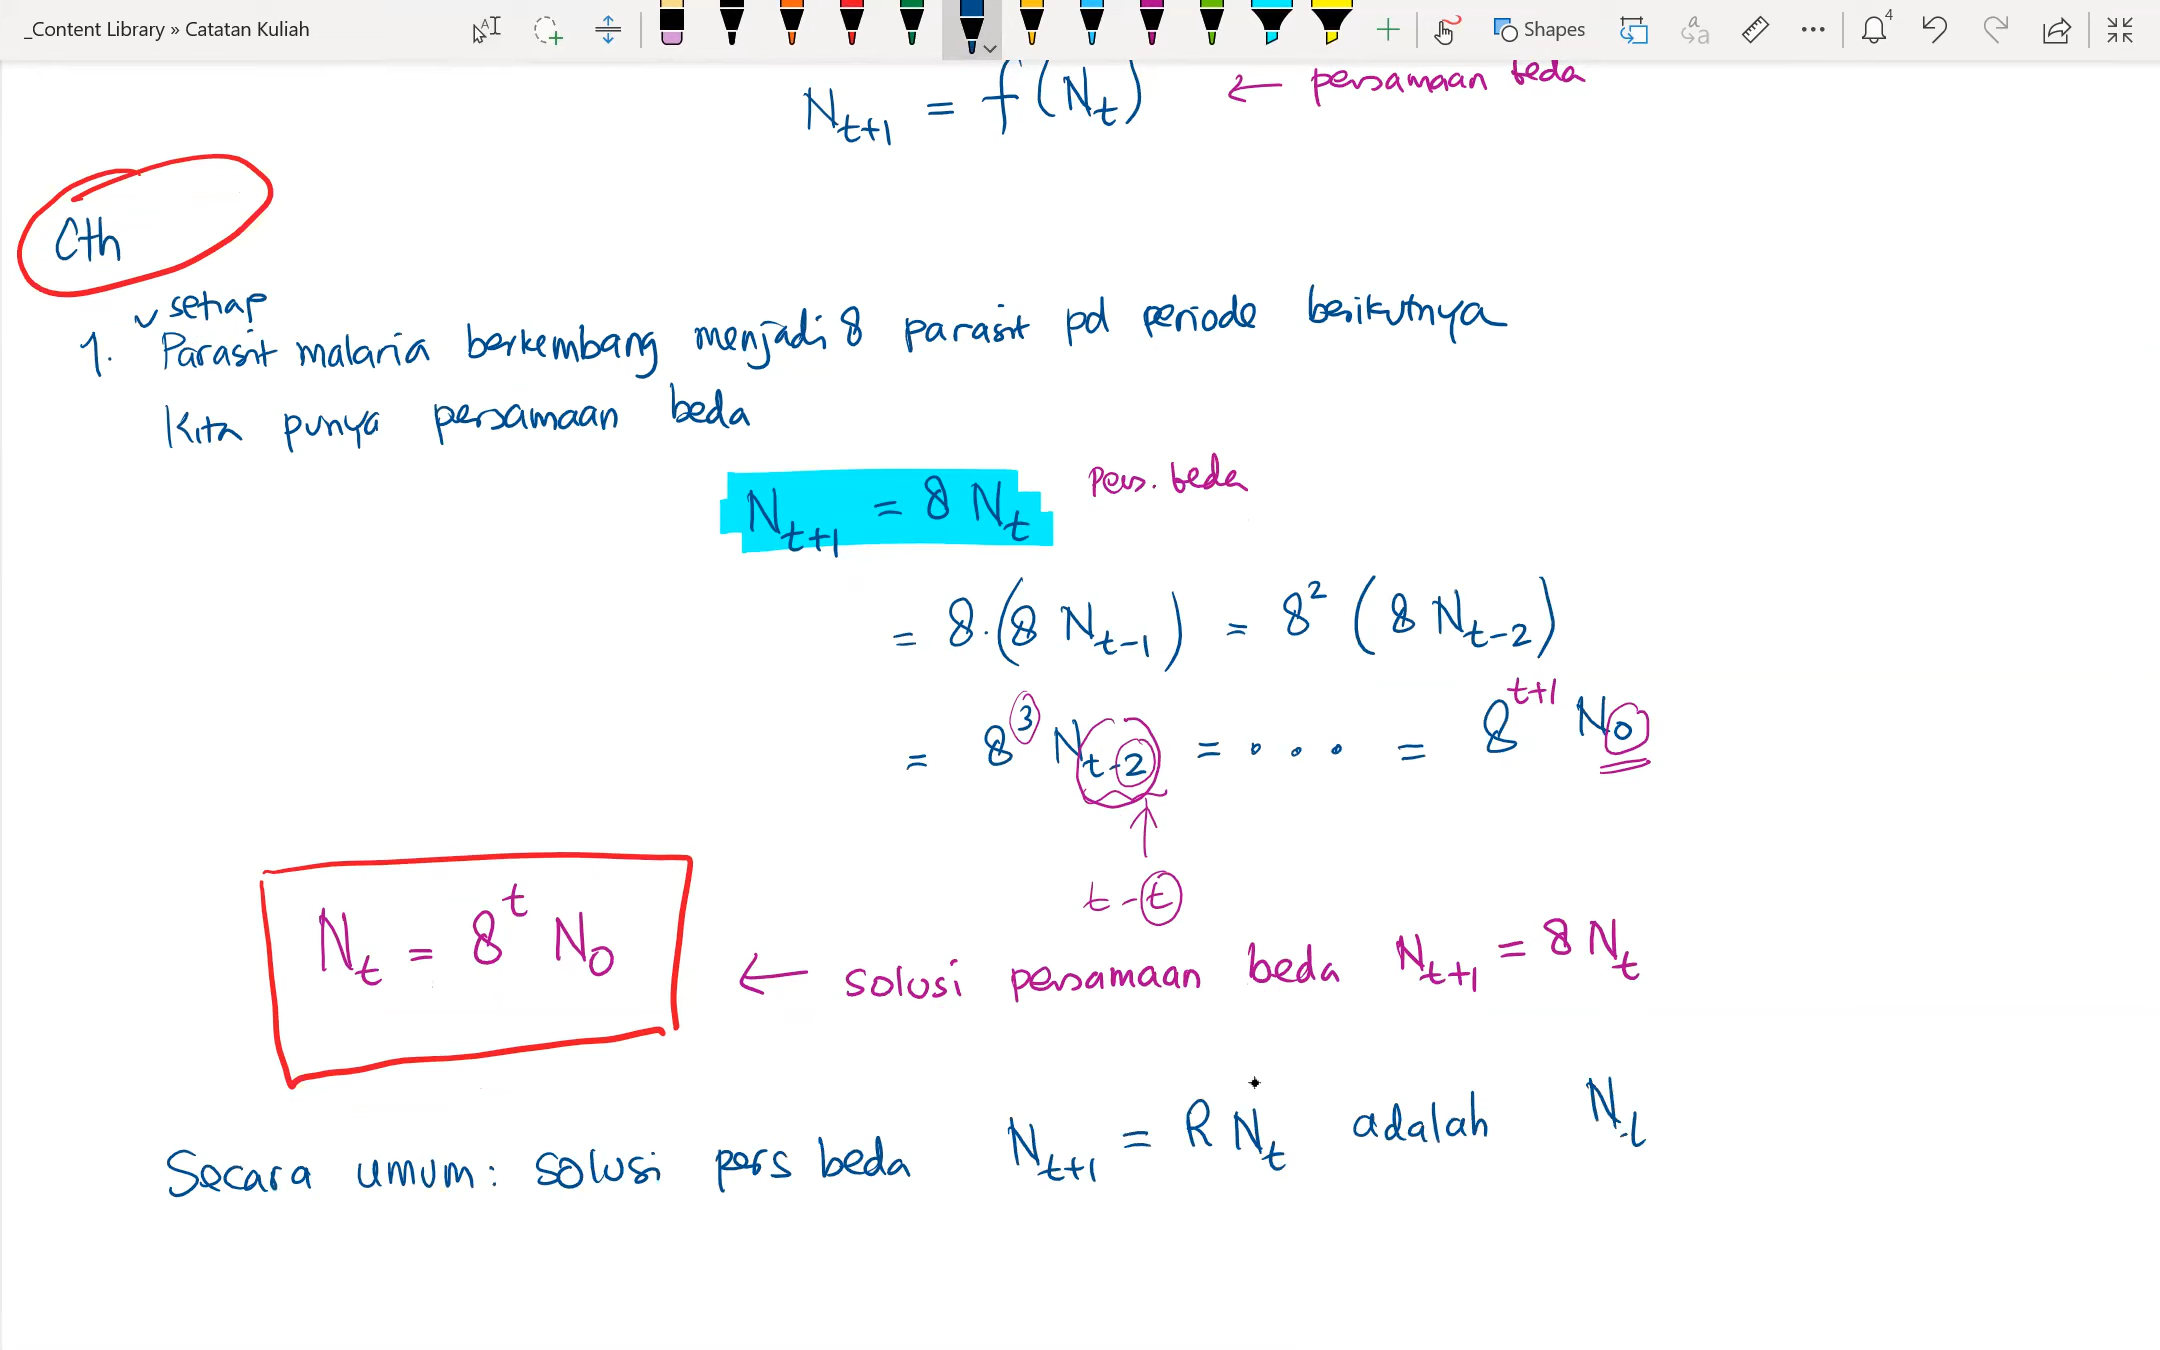 _Content Library » Catatan Kuliah
Shapes
4
N_{t+1} = f(N_t) ← persamaan beda
Cth
setiap
1. Parasit malaria berkembang menjadi 8 parasit pd periode berikutnya
Kita punya persamaan beda
N_{t+1} = 8 N_t pers. beda
= 8·(8 N_{t-1}) = 8² (8 N_{t-2})
= 8³ N_{t-2} = ... = 8^{t+1} N_0
t - t
N_t = 8^t N_0 ← solusi persamaan beda N_{t+1} = 8 N_t
Secara umum: solusi pers beda N_{t+1} = R N_t adalah N_t